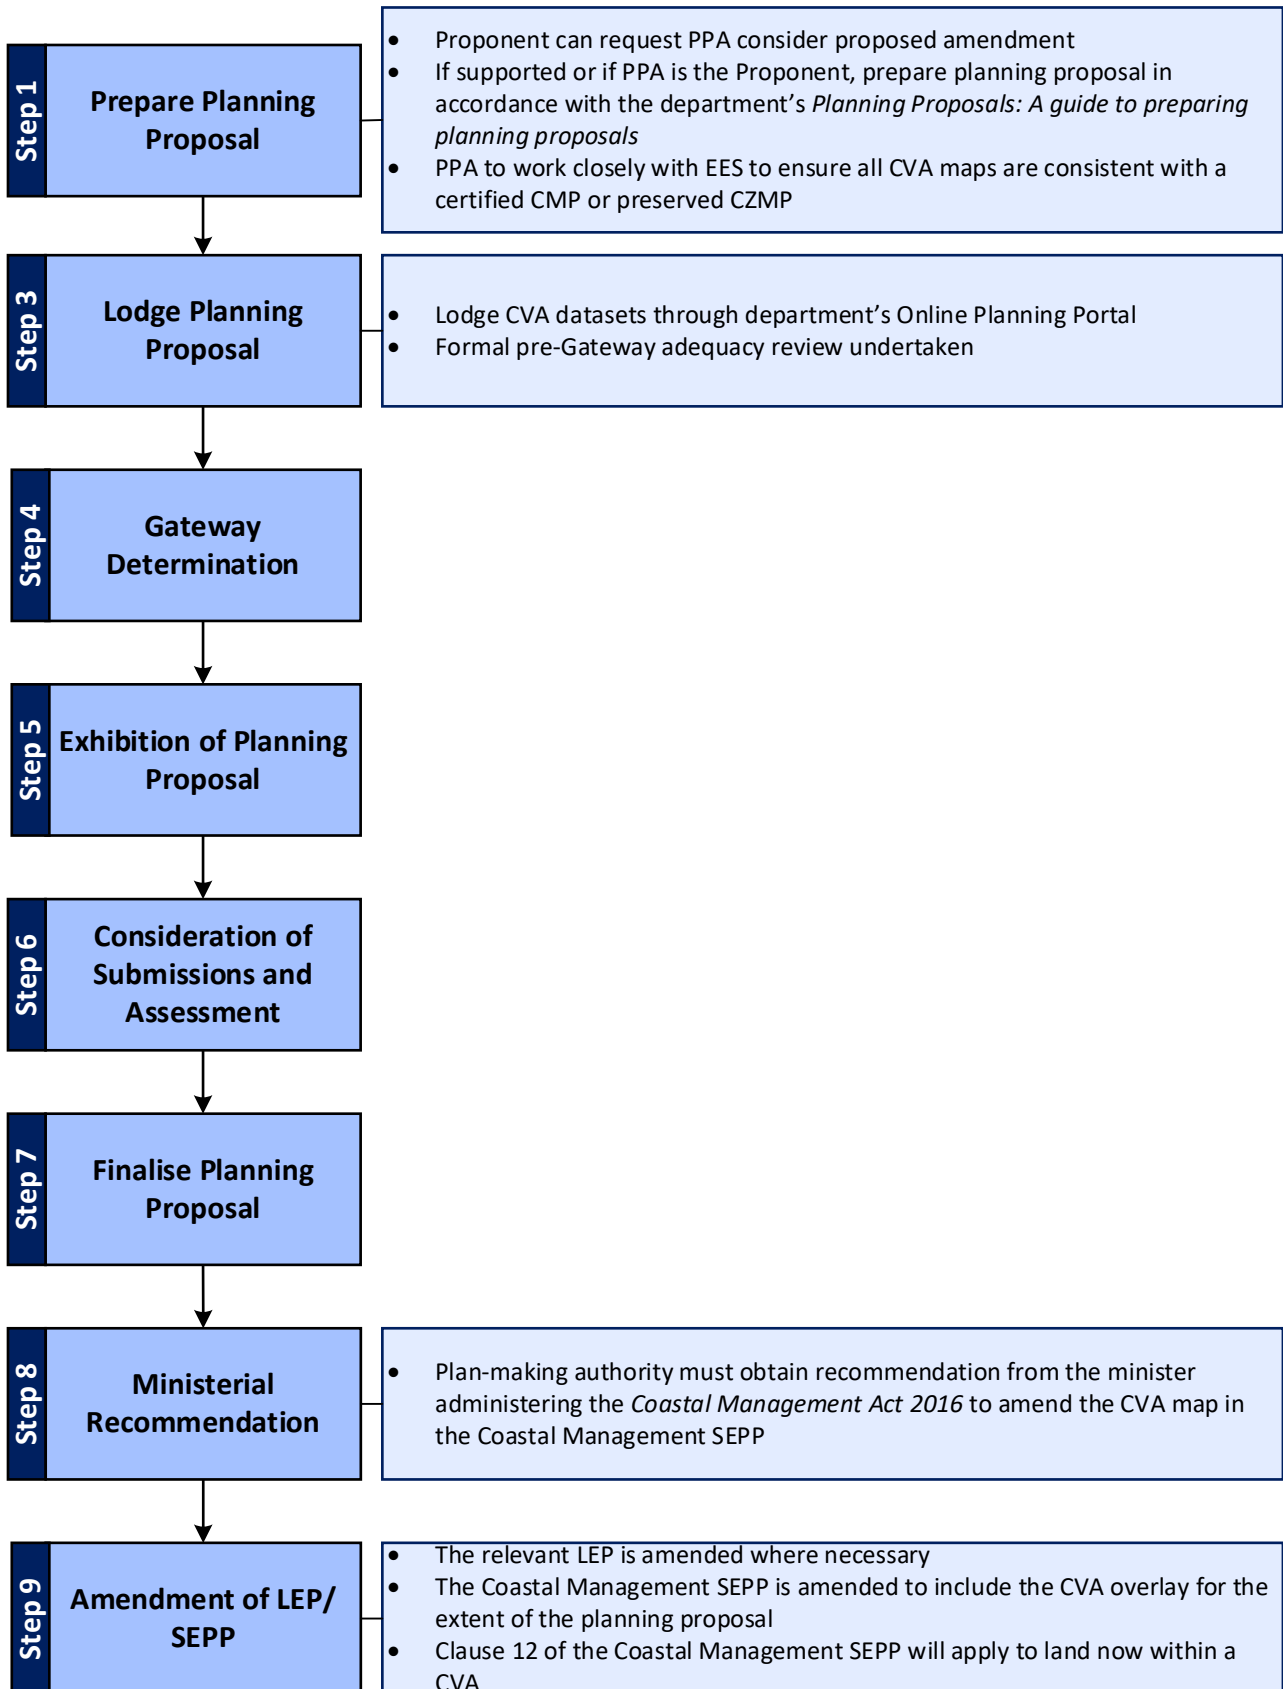 Step 1
Prepare Planning
Proposal
• Proponent can request PPA consider proposed amendment
• If supported or if PPA is the Proponent, prepare planning proposal in
accordance with the department's Planning Proposals: A guide to preparing
planning proposals
• PPA to work closely with EES to ensure all CVA maps are consistent with a
certified CMP or preserved CZMP
Step 3
Lodge Planning
Proposal
• Lodge CVA datasets through department's Online Planning Portal
• Formal pre-Gateway adequacy review undertaken
Step 4
Gateway
Determination
Step 5
Exhibition of Planning
Proposal
Step 6
Consideration of
Submissions and
Assessment
Step 7
Finalise Planning
Proposal
Step 8
Ministerial
Recommendation
• Plan-making authority must obtain recommendation from the minister
administering the Coastal Management Act 2016 to amend the CVA map in
the Coastal Management SEPP
Step 9
Amendment of LEP/
SEPP
• The relevant LEP is amended where necessary
• The Coastal Management SEPP is amended to include the CVA overlay for the
extent of the planning proposal
• Clause 12 of the Coastal Management SEPP will apply to land now within a
CVA